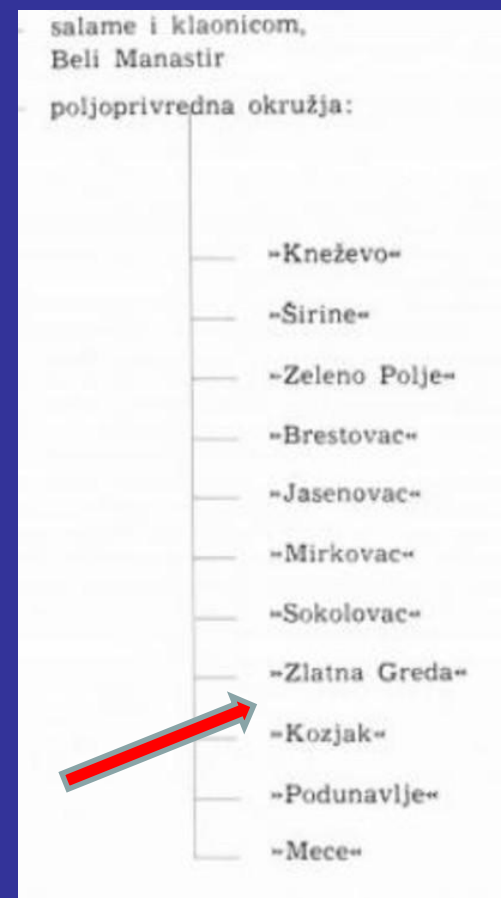 salame i klaonicom,
Beli Manastir
poljoprivredna okružja:
»Kneževo«
»Širine«
»Zeleno Polje«
»Brestovac«
»Jasenovac«
»Mirkovac«
»Sokolovac«
»Zlatna Greda«
»Kozjak«
»Podunavlje«
»Mece«